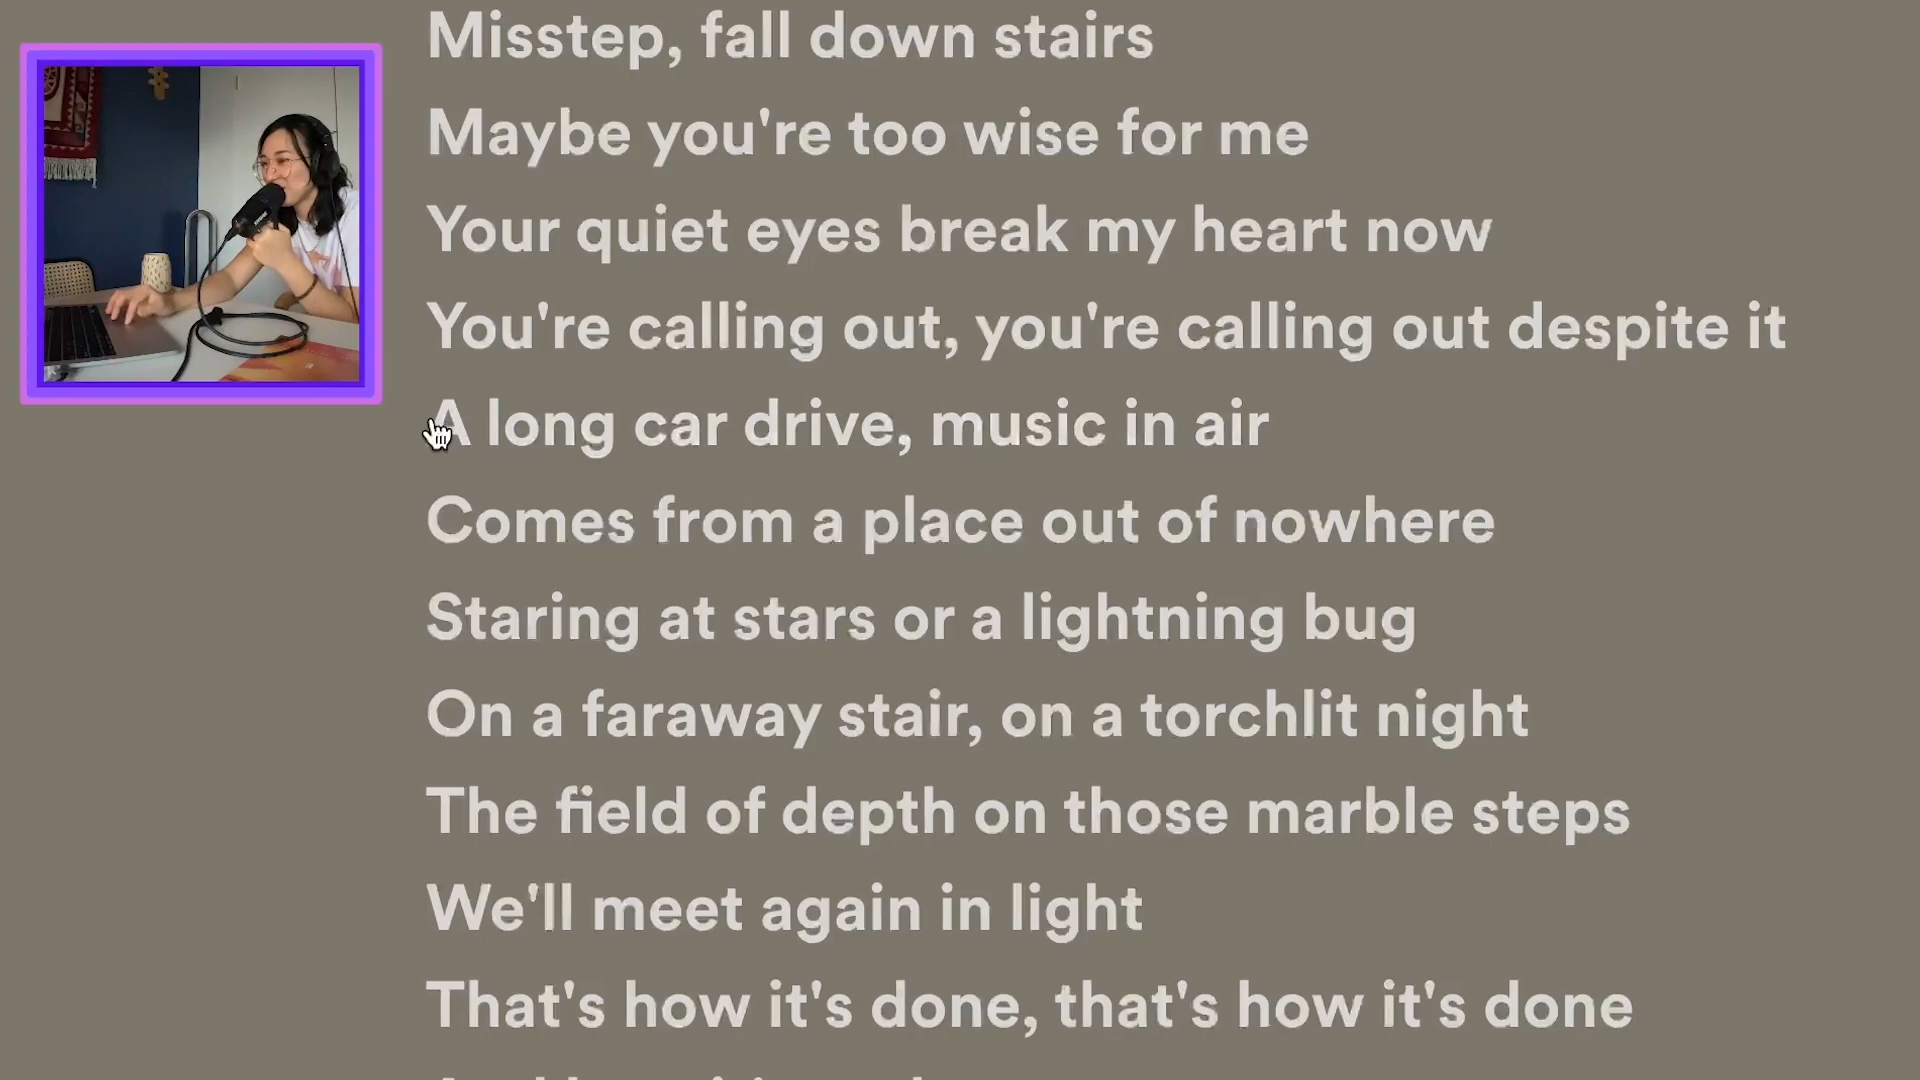 Misstep, fall down stairs
Maybe you're too wise for me
Your quiet eyes break my heart now
You're calling out, you're calling out despite it
A long car drive, music in air
Comes from a place out of nowhere
Staring at stars or a lightning bug
On a faraway stair, on a torchlit night
The field of depth on those marble steps
We'll meet again in light
That's how it's done, that's how it's done